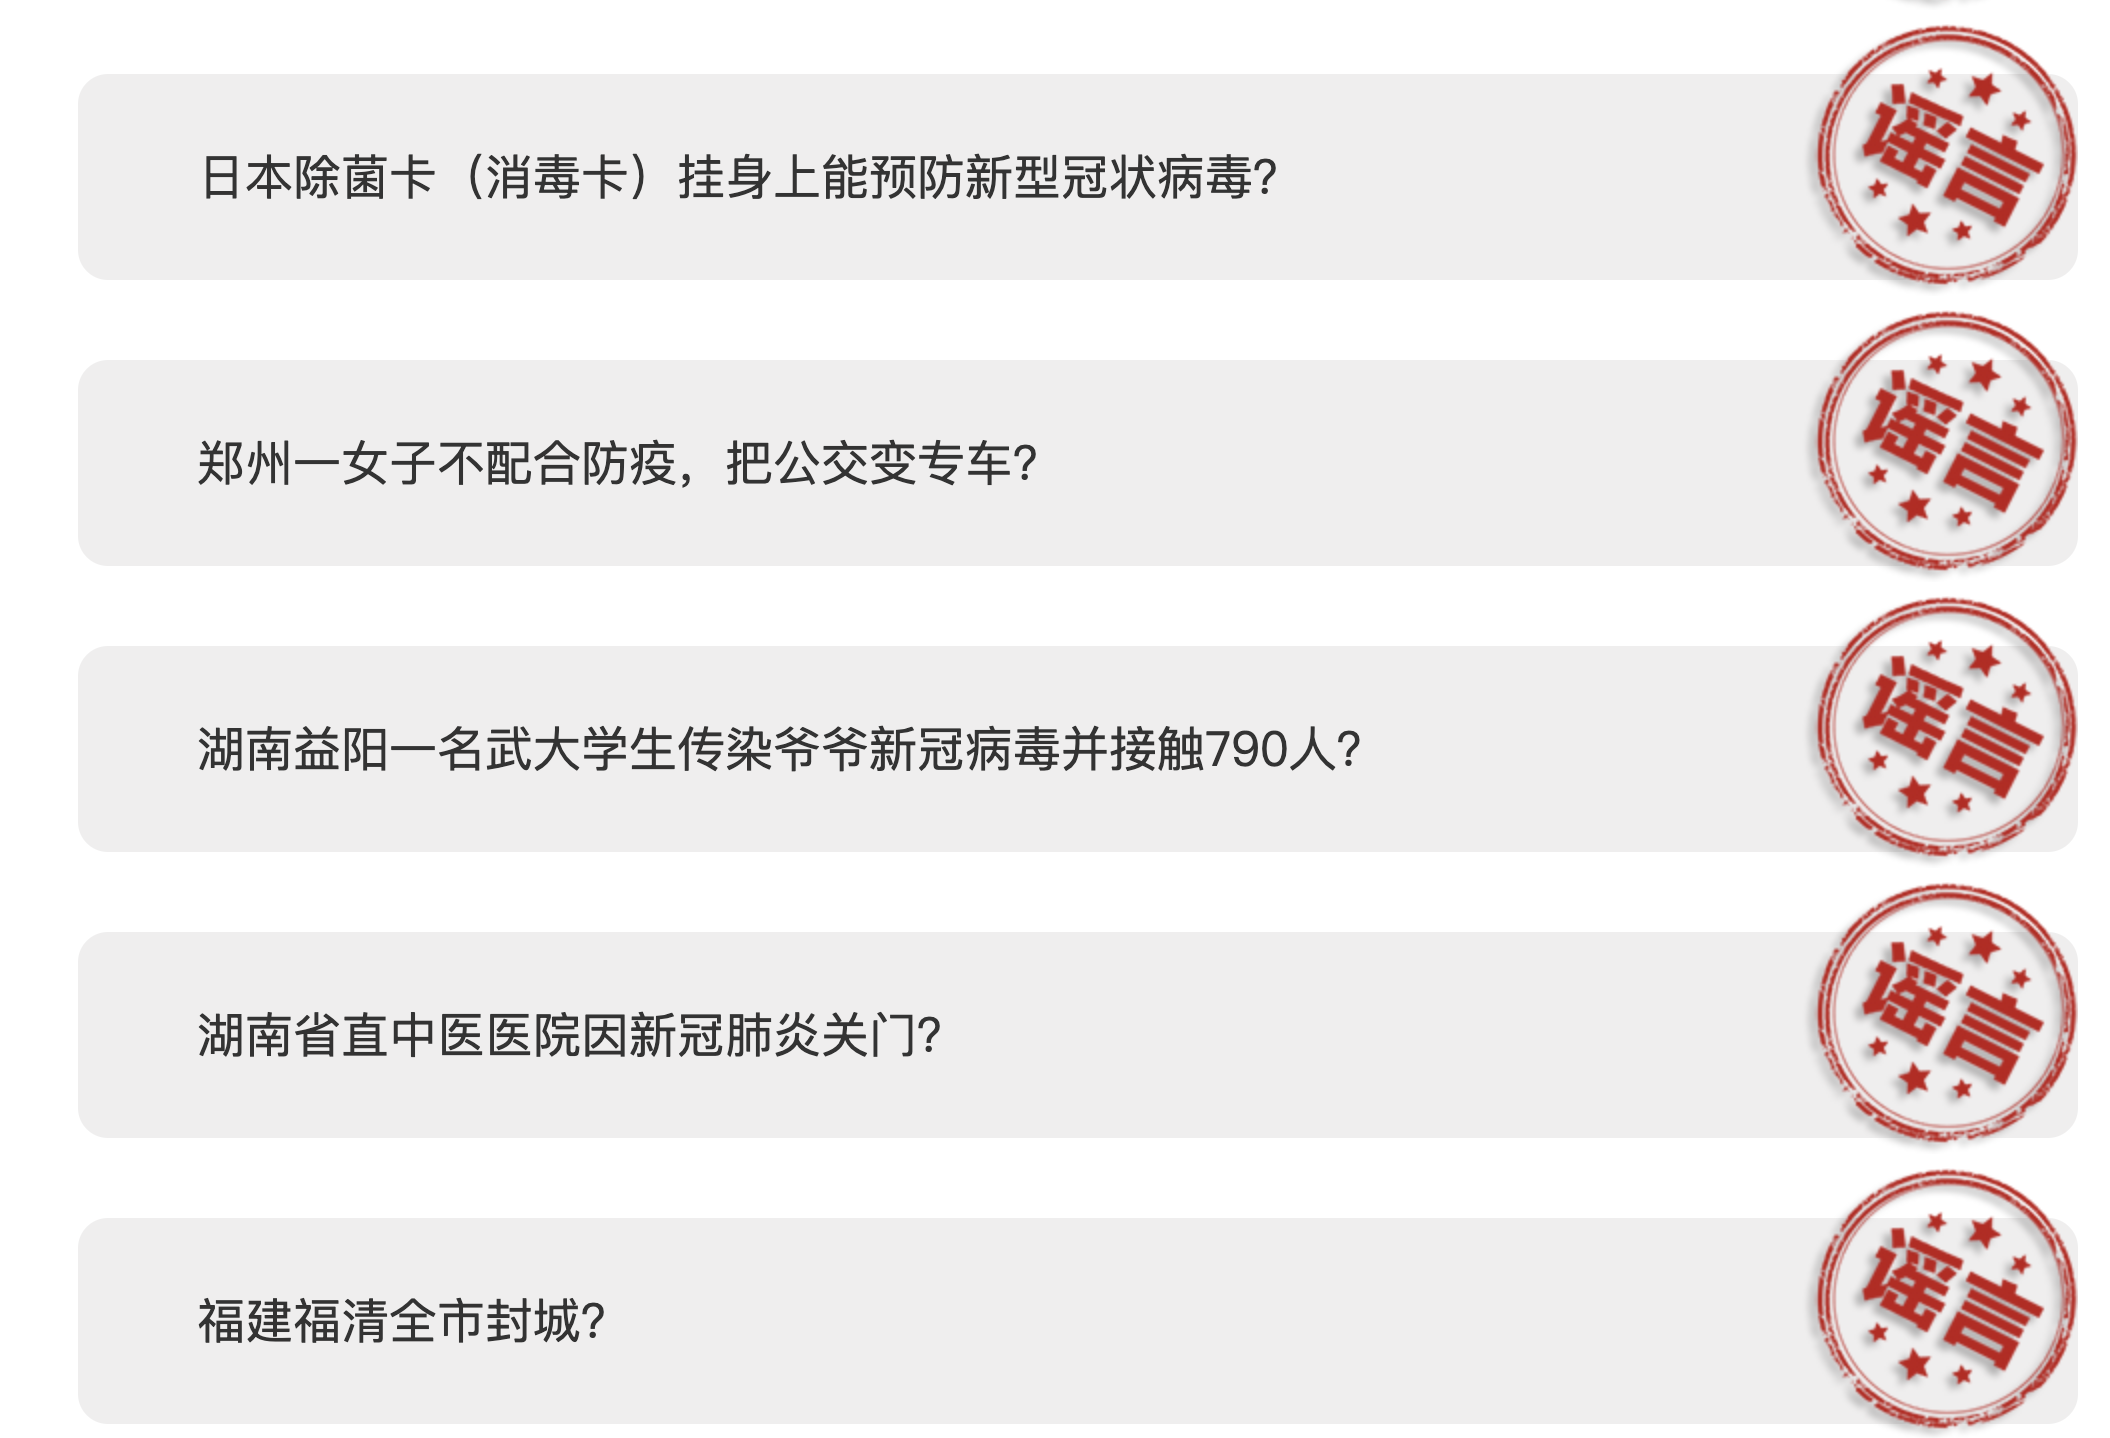 日本除菌卡（消毒卡）挂身上能预防新型冠状病毒?
谣言
郑州一女子不配合防疫，把公交变专车?
谣言
湖南益阳一名武大学生传染爷爷新冠病毒并接触790人?
谣言
湖南省直中医医院因新冠肺炎关门?
谣言
福建福清全市封城?
谣言